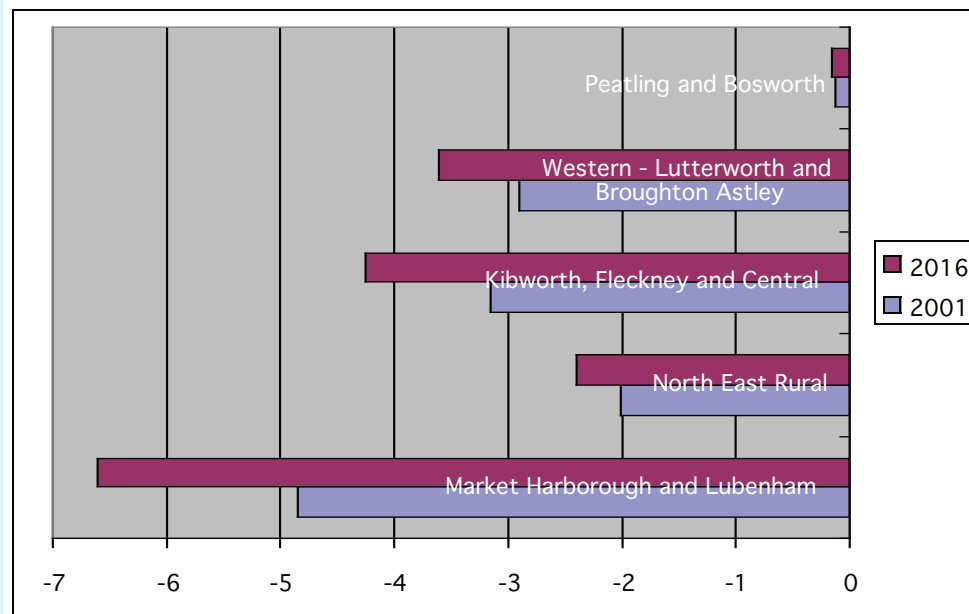 Peatling and Bosworth
Western - Lutterworth and
Broughton Astley
Kibworth, Fleckney and Central
North East Rural
Market Harborough and Lubenham
2016
2001
-7 -6 -5 -4 -3 -2 -1 0